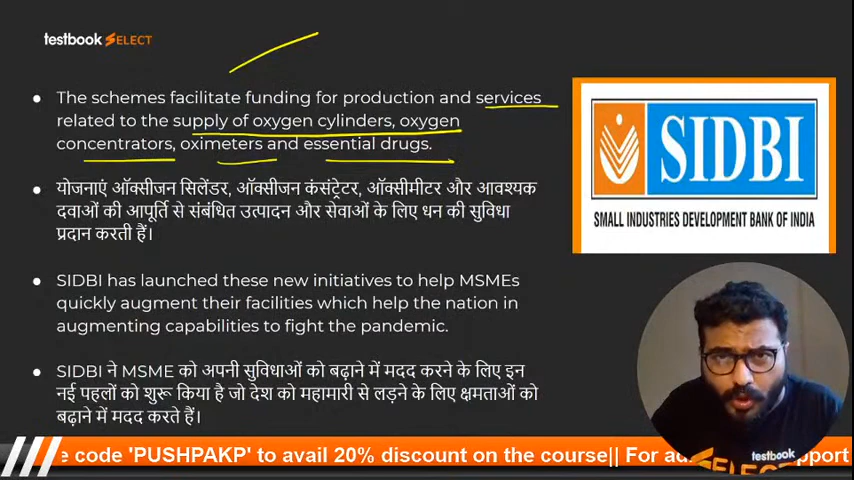 testbook SELECT
The schemes facilitate funding for production and services
related to the supply of oxygen cylinders, oxygen
concentrators, oximeters and essential drugs.
योजनाएं ऑक्सीजन सिलेंडर, ऑक्सीजन कंसंट्रेटर, ऑक्सीमीटर और आवश्यक
दवाओं की आपूर्ति से संबंधित उत्पादन और सेवाओं के लिए धन की सुविधा
प्रदान करती हैं।
SIDBI has launched these new initiatives to help MSMEs
quickly augment their facilities which help the nation in
augmenting capabilities to fight the pandemic.
SIDBI ने MSME को अपनी सुविधाओं को बढ़ाने में मदद करने के लिए इन
नई पहलों को शुरू किया है जो देश को महामारी से लड़ने के लिए क्षमताओं को
बढ़ाने में मदद करते हैं।
SIDBI
SMALL INDUSTRIES DEVELOPMENT BANK OF INDIA
testbook
SELECT
e code 'PUSHPAKP' to avail 20% discount on the course|| For